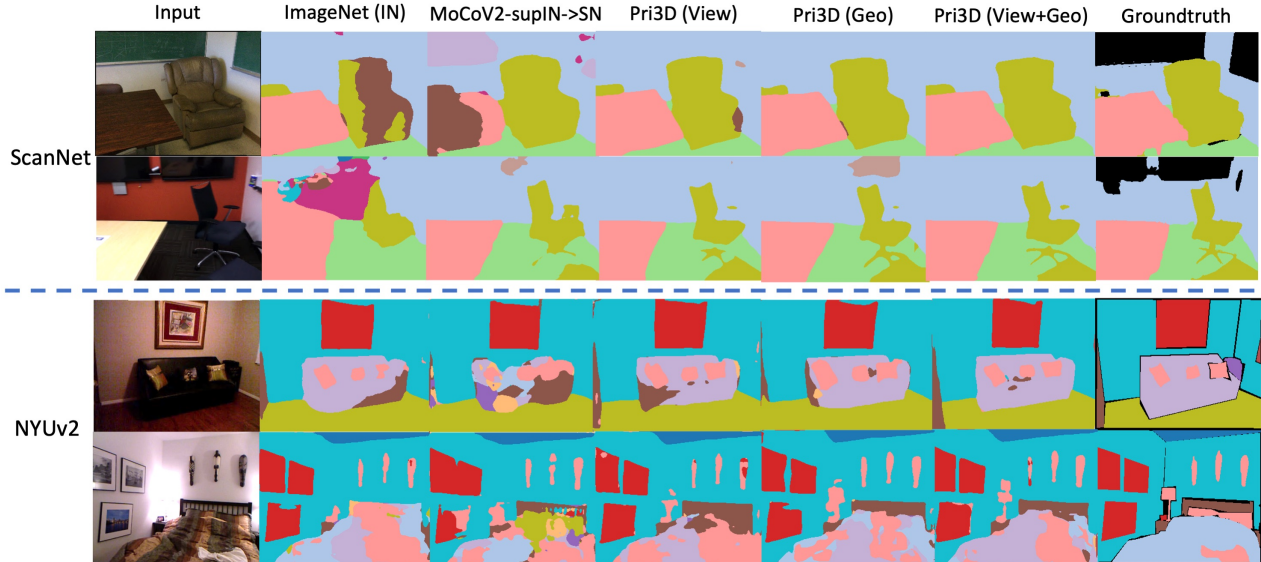 Input ImageNet (IN) MoCoV2-supIN->SN Pri3D (View) Pri3D (Geo) Pri3D (View+Geo) Groundtruth
ScanNet
NYUv2